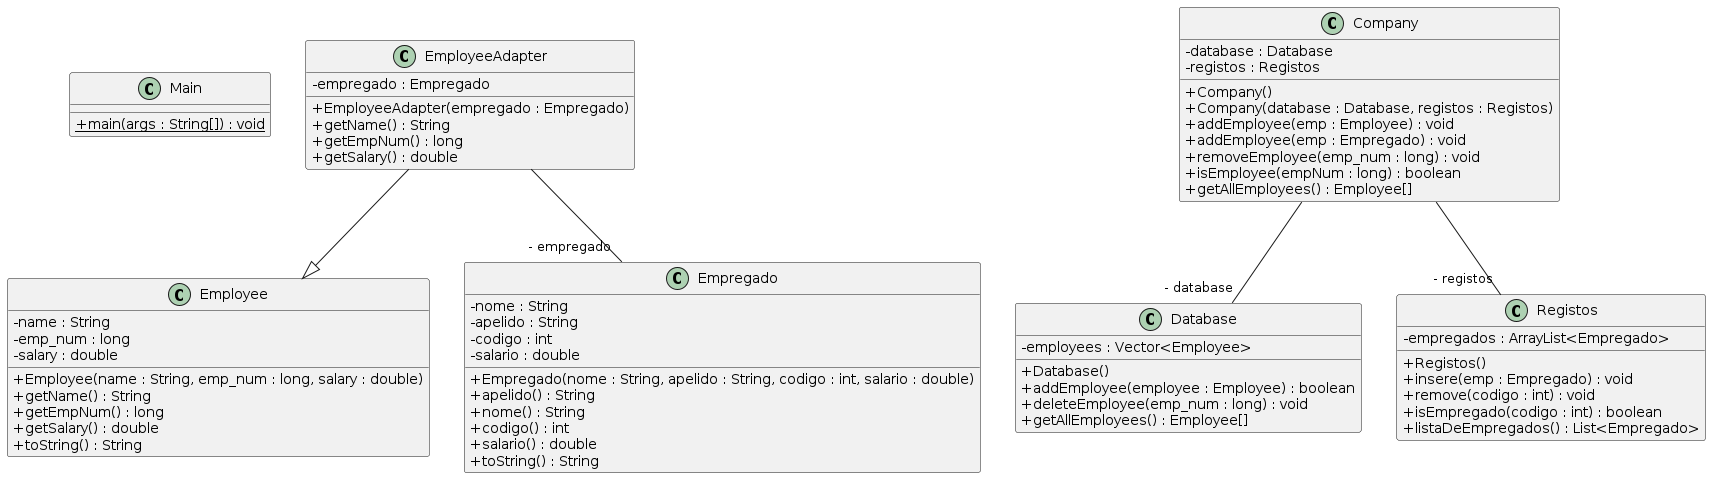 C Main
+main(args : String[]) : void
C EmployeeAdapter
-empregado : Empregado
+EmployeeAdapter(empregado : Empregado)
+getName() : String
+getEmpNum() : long
+getSalary() : double
C Company
-database : Database
-registos : Registos
+Company()
+Company(database : Database, registos : Registos)
+addEmployee(emp : Employee) : void
+addEmployee(emp : Empregado) : void
+removeEmployee(emp_num : long) : void
+isEmployee(empNum : long) : boolean
+getAllEmployees() : Employee[]
- empregado
- database
- registos
C Employee
-name : String
-emp_num : long
-salary : double
+Employee(name : String, emp_num : long, salary : double)
+getName() : String
+getEmpNum() : long
+getSalary() : double
+toString() : String
C Empregado
-nome : String
-apelido : String
-codigo : int
-salario : double
+Empregado(nome : String, apelido : String, codigo : int, salario : double)
+apelido() : String
+nome() : String
+codigo() : int
+salario() : double
+toString() : String
C Database
-employees : Vector<Employee>
+Database()
+addEmployee(employee : Employee) : boolean
+deleteEmployee(emp_num : long) : void
+getAllEmployees() : Employee[]
C Registos
-empregados : ArrayList<Empregado>
+Registos()
+insere(emp : Empregado) : void
+remove(codigo : int) : void
+isEmpregado(codigo : int) : boolean
+listaDeEmpregados() : List<Empregado>